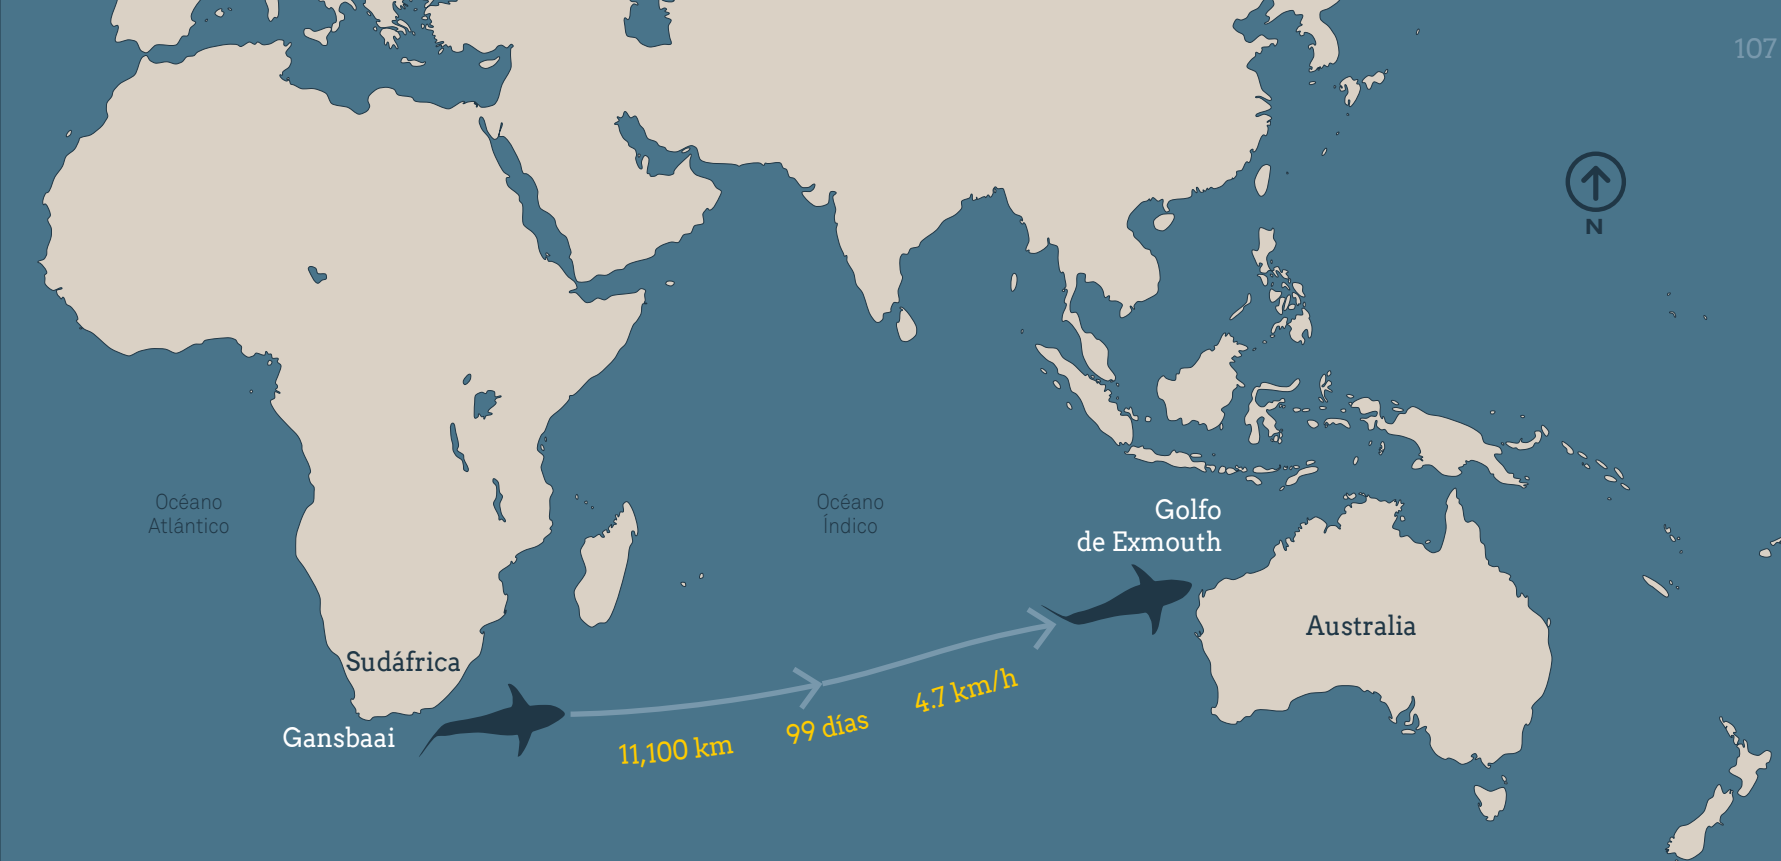 107
N
Océano
Atlántico
Océano
Índico
Golfo
de Exmouth
Australia
Sudáfrica
Gansbaai
11,100 km
99 días
4.7 km/h